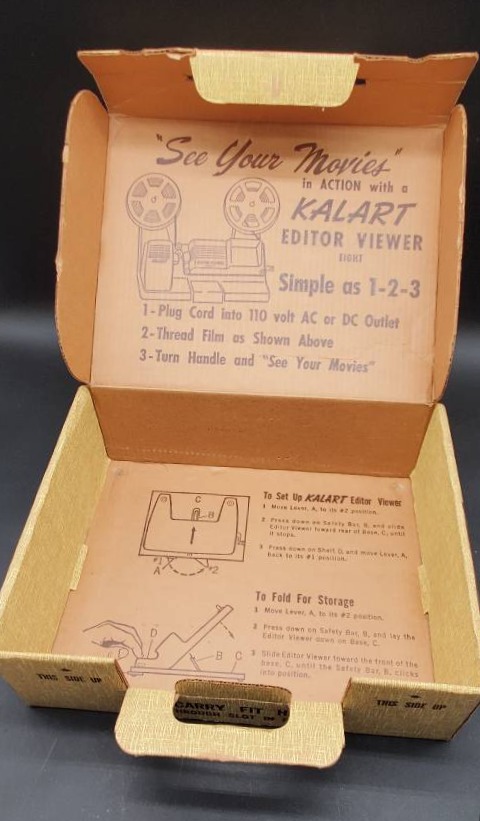 "See Your Movies"
in ACTION with a
KALART
EDITOR VIEWER
EIGHT
Simple as 1-2-3
1-Plug Cord into 110 volt AC or DC Outlet
2-Thread Film as Shown Above
3-Turn Handle and "See Your Movies"
C
B
#1
#2
A
To Set Up KALART Editor Viewer
1 Move Lever, A, to its #2 position.
2 Press down on Safety Bar, B, and slide
Editor Viewer toward rear of base, C, until
it stops.
3 Press down on Shelf, D, and move Lever, A,
back to its #1 position.
To Fold For Storage
1 Move Lever, A, to its #2 position.
2 Press down on Safety Bar, B, and lay the
Editor Viewer down on Base, C.
3 Slide Editor Viewer toward the front of the
base, C, until the Safety Bar, B, clicks
into position.
D
B
C
D
THIS SIDE UP
CARRY FIT H
THROUGH SLOT IN
THIS SIDE UP